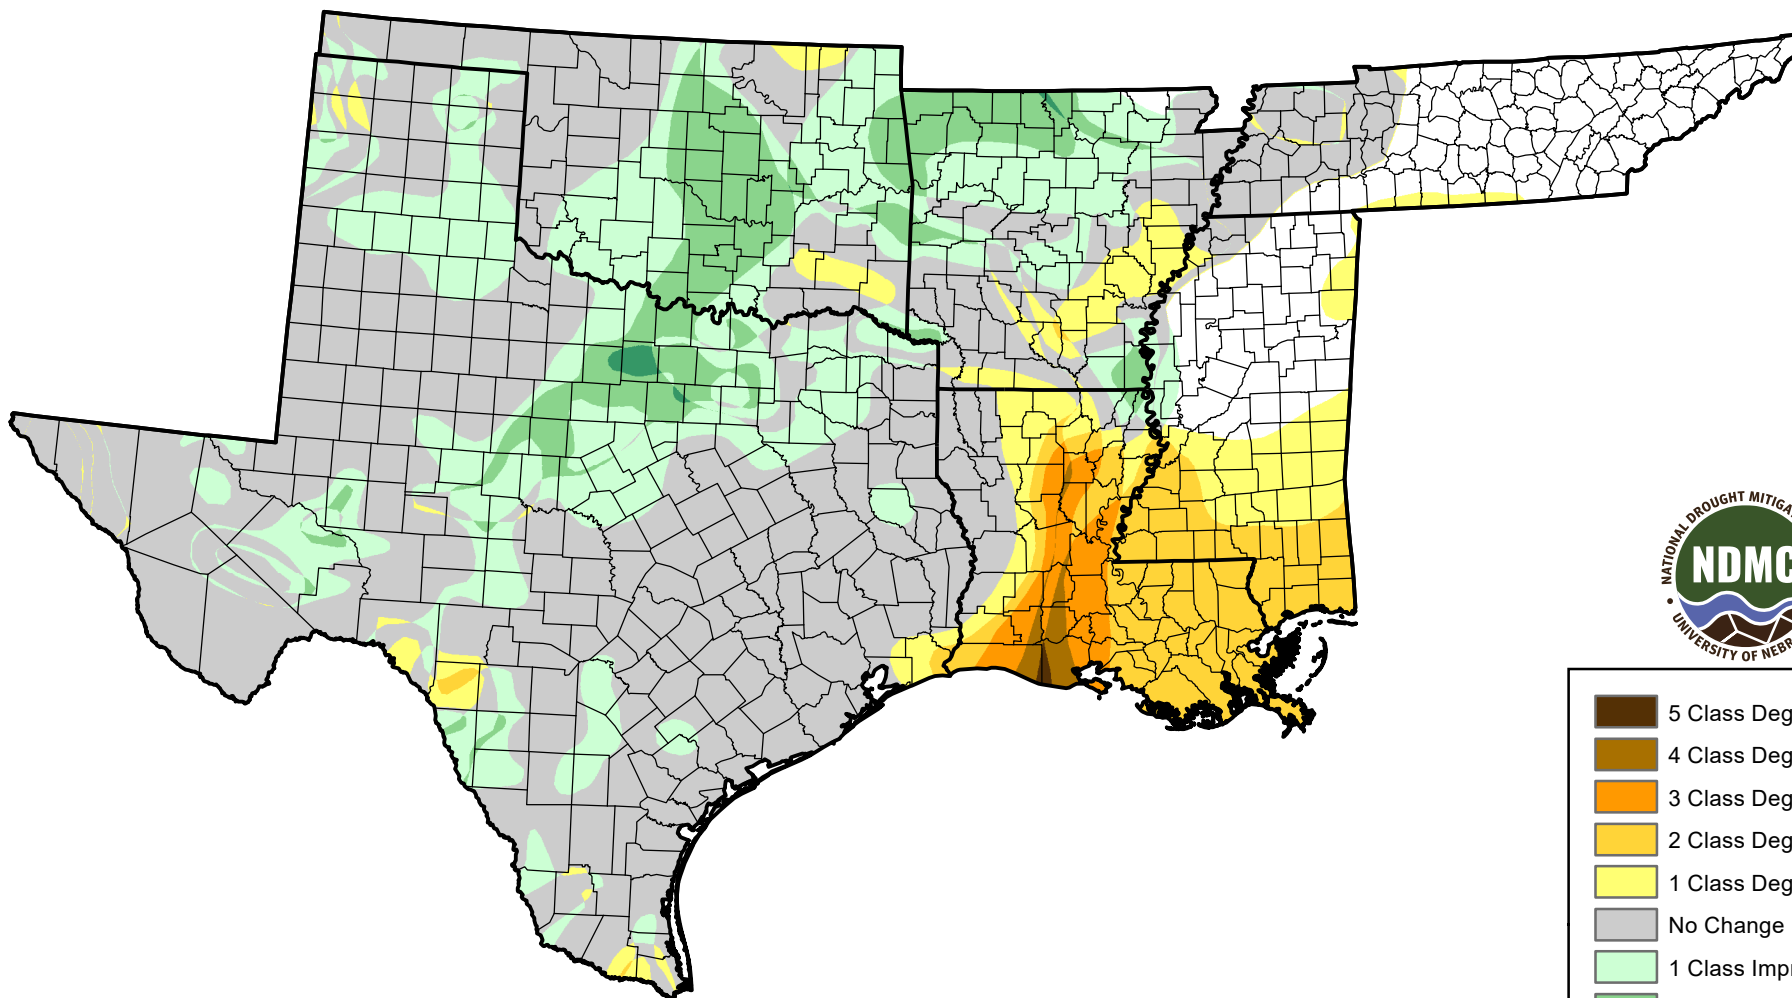 NATIONAL DROUGHT MITIGA
NDMC
UNIVERSITY OF NEBR
5 Class Deg
4 Class Deg
3 Class Deg
2 Class Deg
1 Class Deg
No Change
1 Class Impr